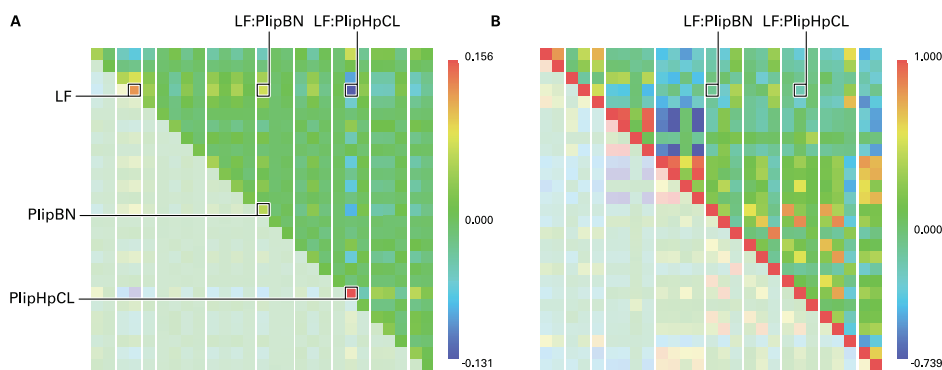 A
LF:PlipBN
LF:PlipHpCL
B
LF:PlipBN
LF:PlipHpCL
0.156
1.000
LF
PlipBN
0.000
0.000
PlipHpCL
-0.131
-0.739